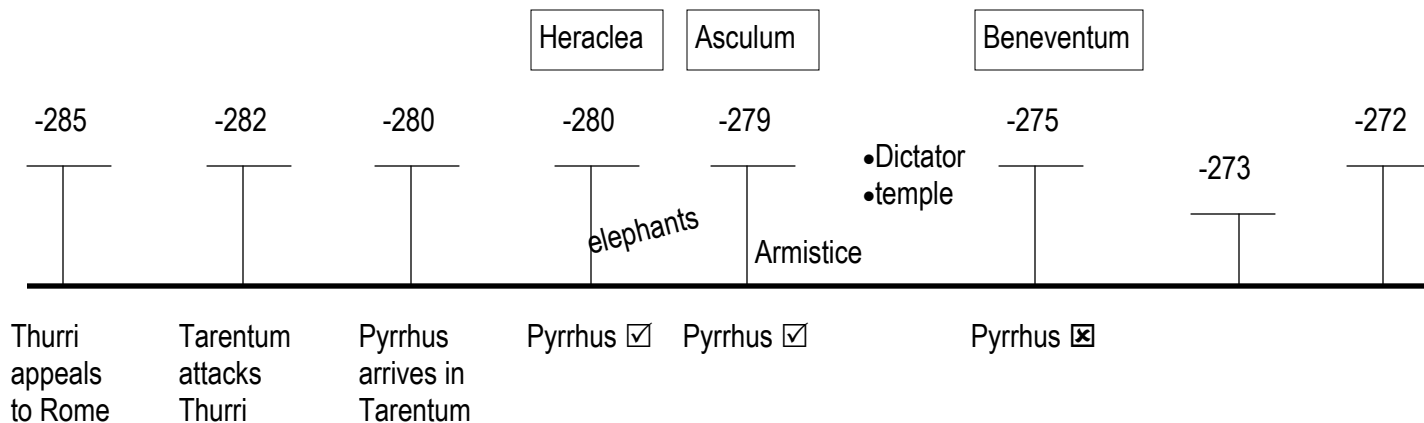 Heraclea
Asculum
Beneventum
-285
-282
-280
-280
-279
-275
-273
-272
•Dictator
•temple
elephants
Armistice
Thurri
appeals
to Rome
Tarentum
attacks
Thurri
Pyrrhus
arrives in
Tarentum
Pyrrhus ☑
Pyrrhus ☑
Pyrrhus ☒